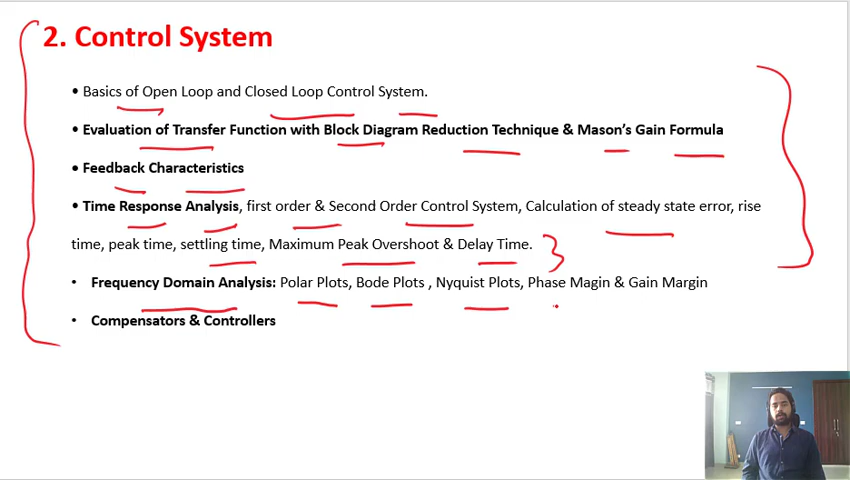 2. Control System
• Basics of Open Loop and Closed Loop Control System.
• Evaluation of Transfer Function with Block Diagram Reduction Technique & Mason's Gain Formula
• Feedback Characteristics
• Time Response Analysis, first order & Second Order Control System, Calculation of steady state error, rise
time, peak time, settling time, Maximum Peak Overshoot & Delay Time.
• Frequency Domain Analysis: Polar Plots, Bode Plots , Nyquist Plots, Phase Magin & Gain Margin
• Compensators & Controllers